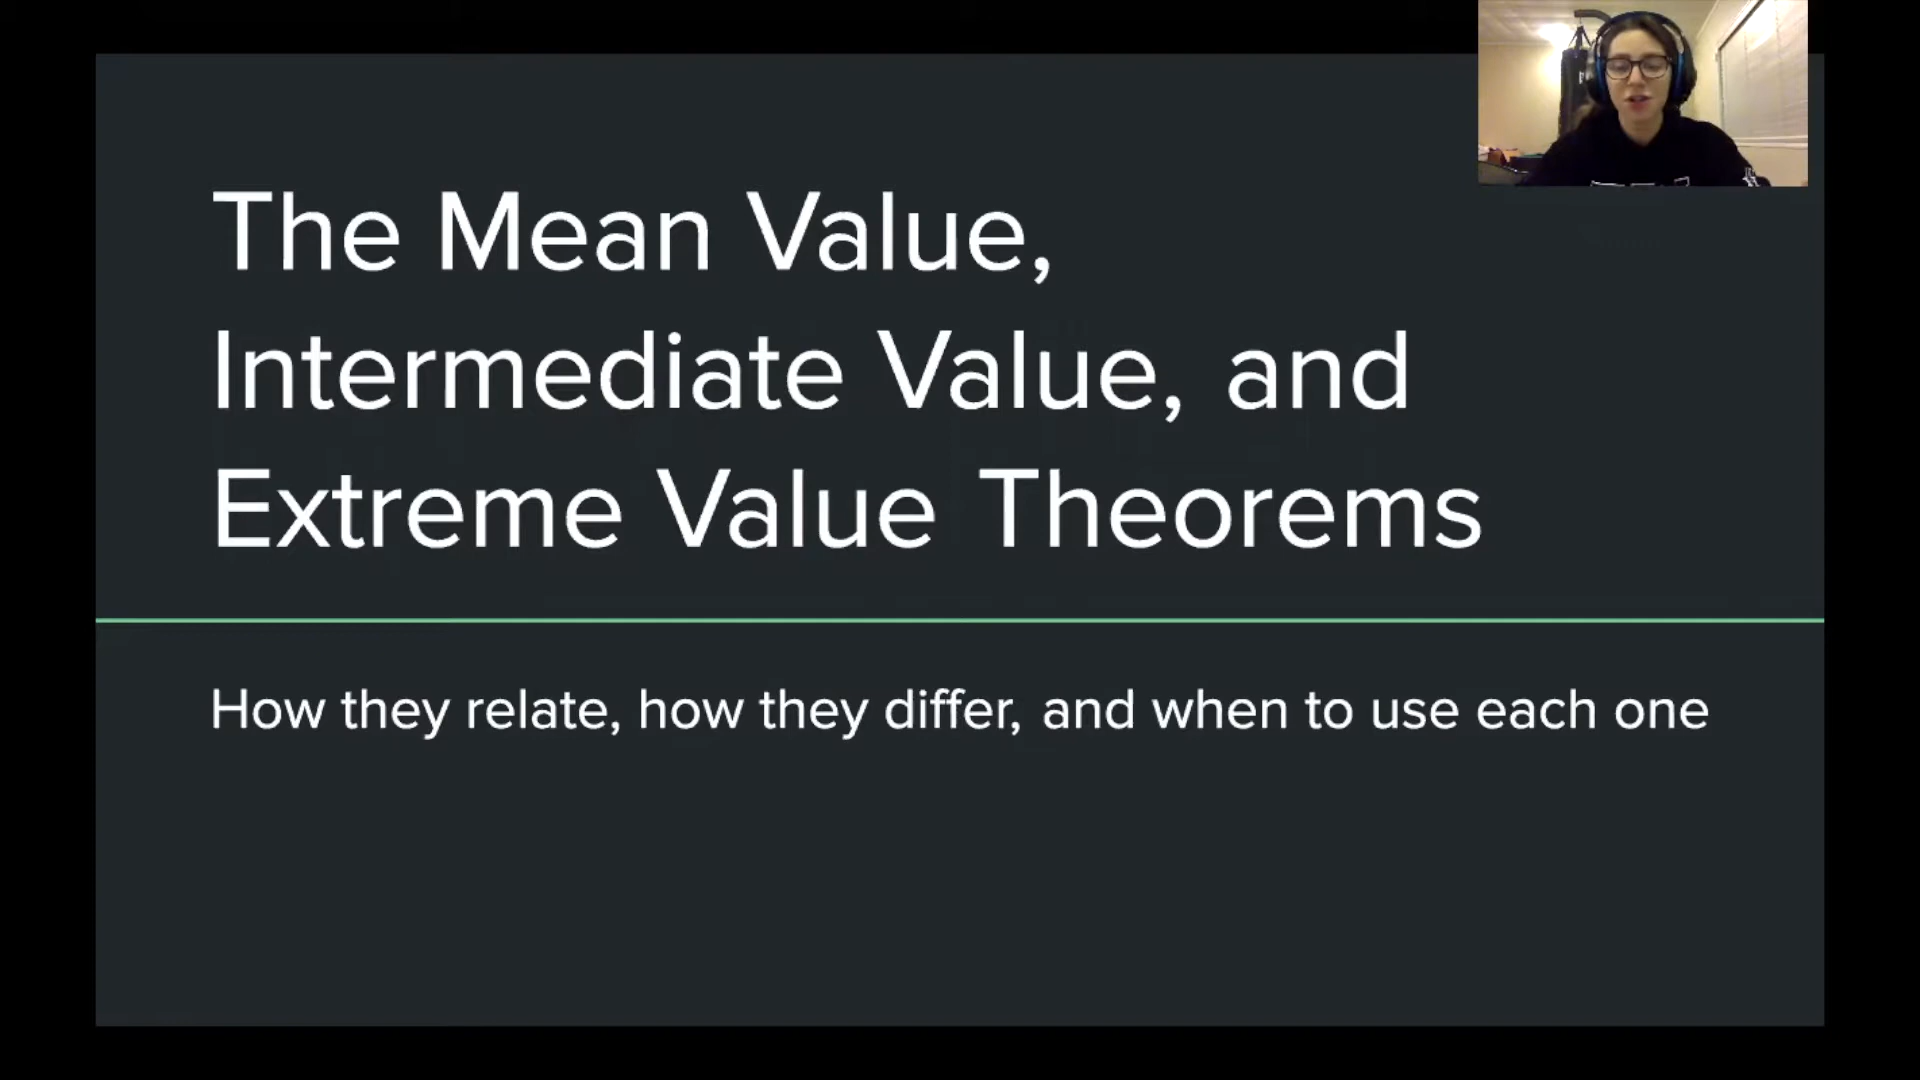 The Mean Value,
Intermediate Value, and
Extreme Value Theorems
How they relate, how they differ, and when to use each one